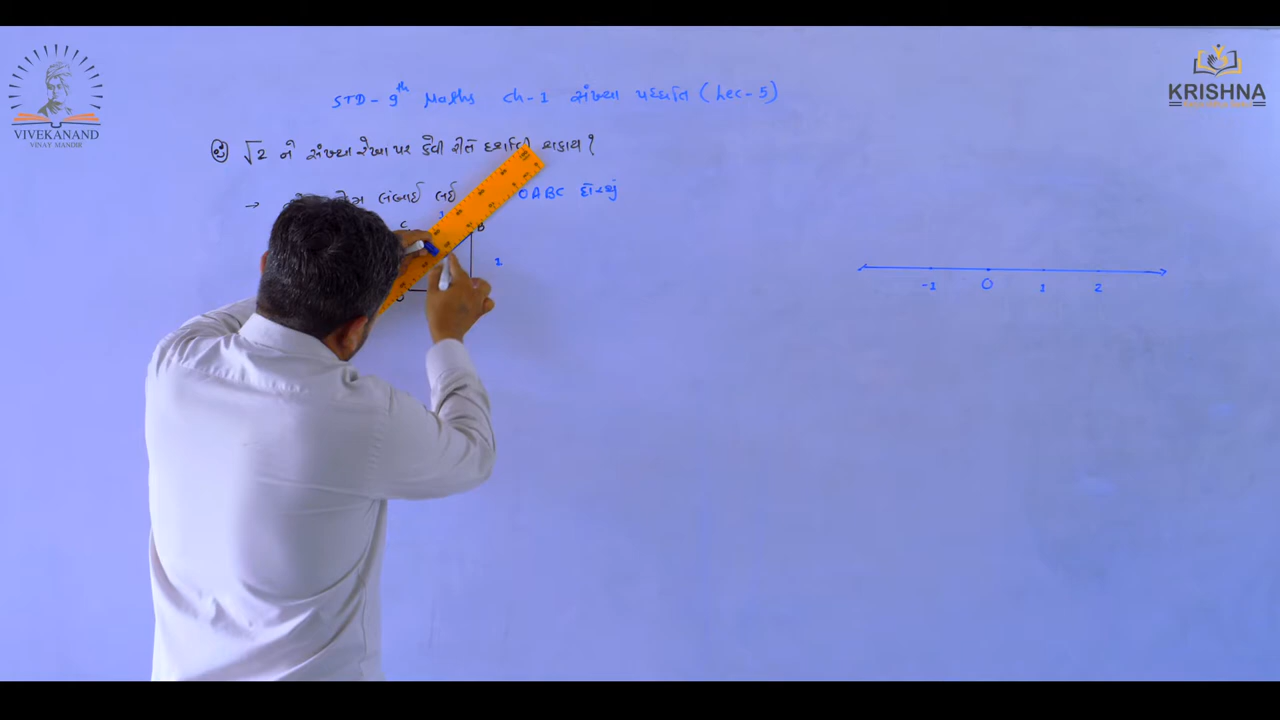 STD - 9th Maths Ch-1 સંખ્યા પદ્ધતિ (Lec-5)
√2 ને સંખ્યા રેખા પર કેવી રીતે દર્શાવી શકાય?
→ લંબાઈ લઈ OABC દોરવું
C B
1
-1 0 1 2
VIVEKANAND
VINAY MANDIR
KRISHNA